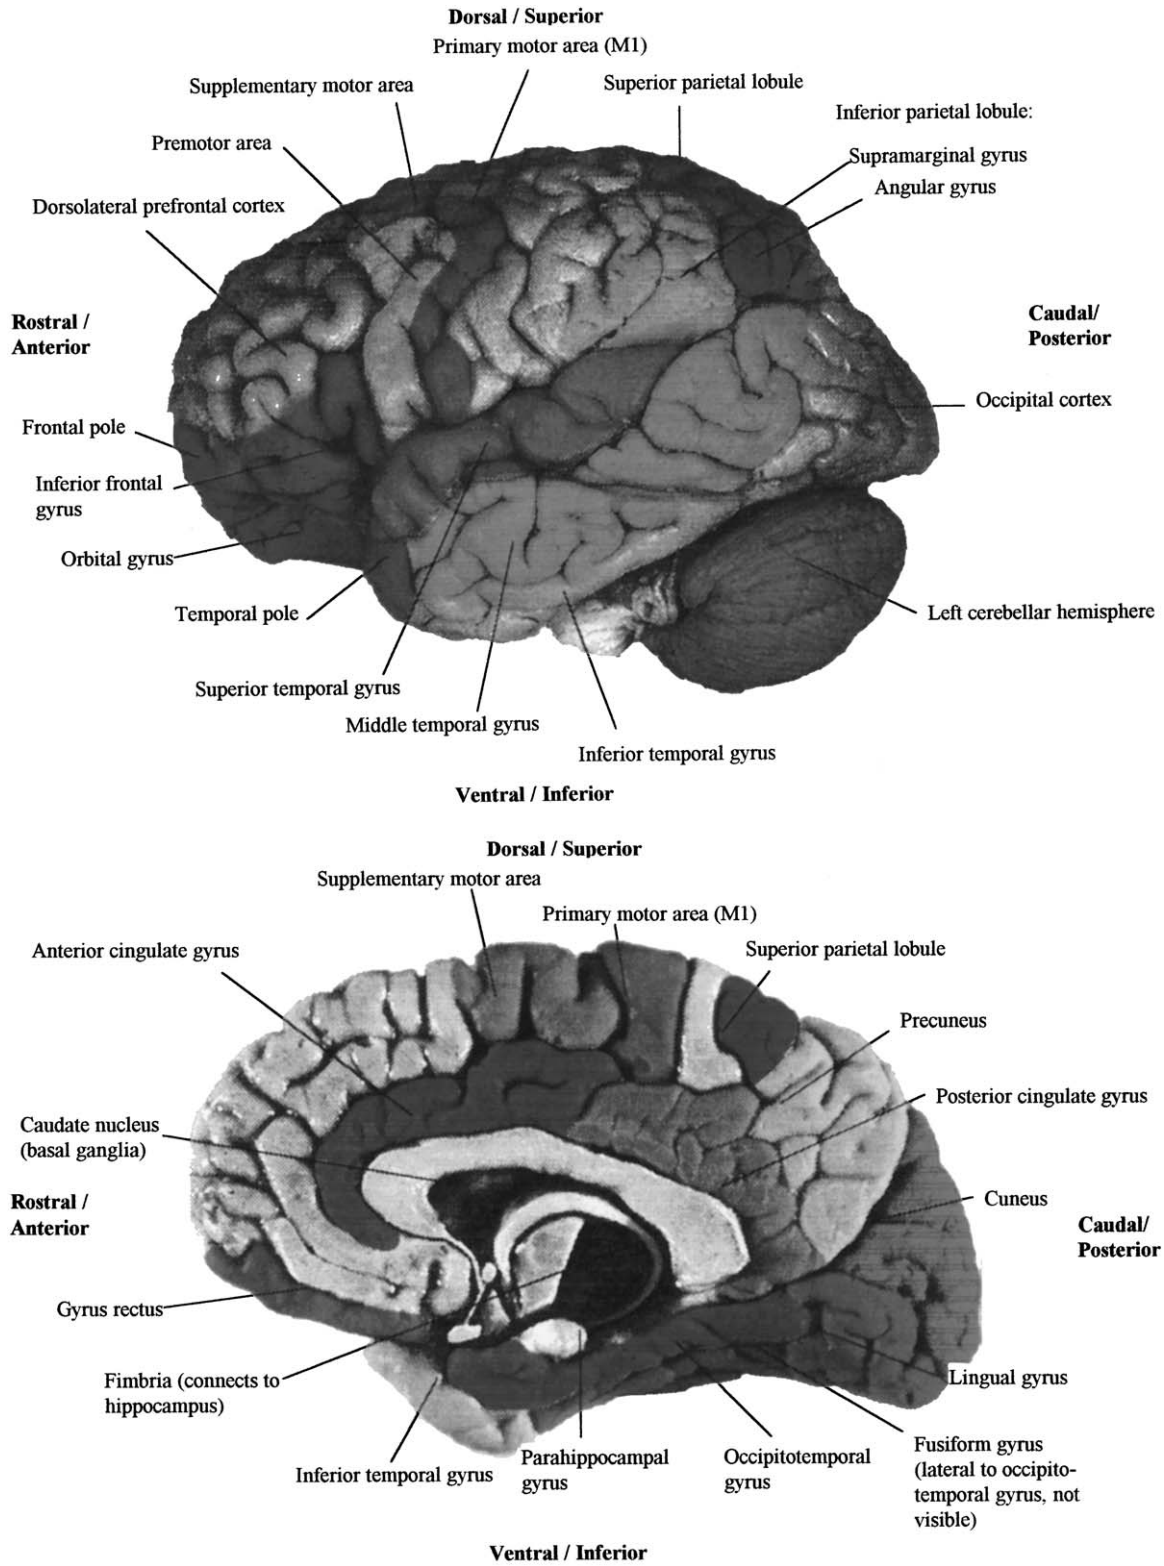 Dorsal / Superior
Primary motor area (M1)
Supplementary motor area
Superior parietal lobule
Inferior parietal lobule:
Premotor area
Supramarginal gyrus
Angular gyrus
Dorsolateral prefrontal cortex
Rostral /
Anterior
Caudal/
Posterior
Occipital cortex
Frontal pole
Inferior frontal
gyrus
Orbital gyrus
Temporal pole
Left cerebellar hemisphere
Superior temporal gyrus
Middle temporal gyrus
Inferior temporal gyrus
Ventral / Inferior
Dorsal / Superior
Supplementary motor area
Primary motor area (M1)
Anterior cingulate gyrus
Superior parietal lobule
Precuneus
Posterior cingulate gyrus
Caudate nucleus
(basal ganglia)
Rostral /
Anterior
Cuneus
Caudal/
Posterior
Gyrus rectus
Fimbria (connects to
hippocampus)
Lingual gyrus
Inferior temporal gyrus
Parahippocampal
gyrus
Occipitotemporal
gyrus
Fusiform gyrus
(lateral to occipito-
temporal gyrus, not
visible)
Ventral / Inferior